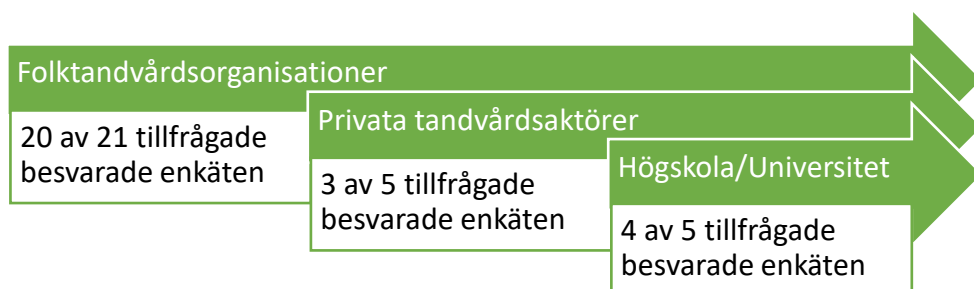 Folktandvårdsorganisationer
20 av 21 tillfrågade
besvarade enkäten
Privata tandvårdsaktörer
3 av 5 tillfrågade
besvarade enkäten
Högskola/Universitet
4 av 5 tillfrågade
besvarade enkäten